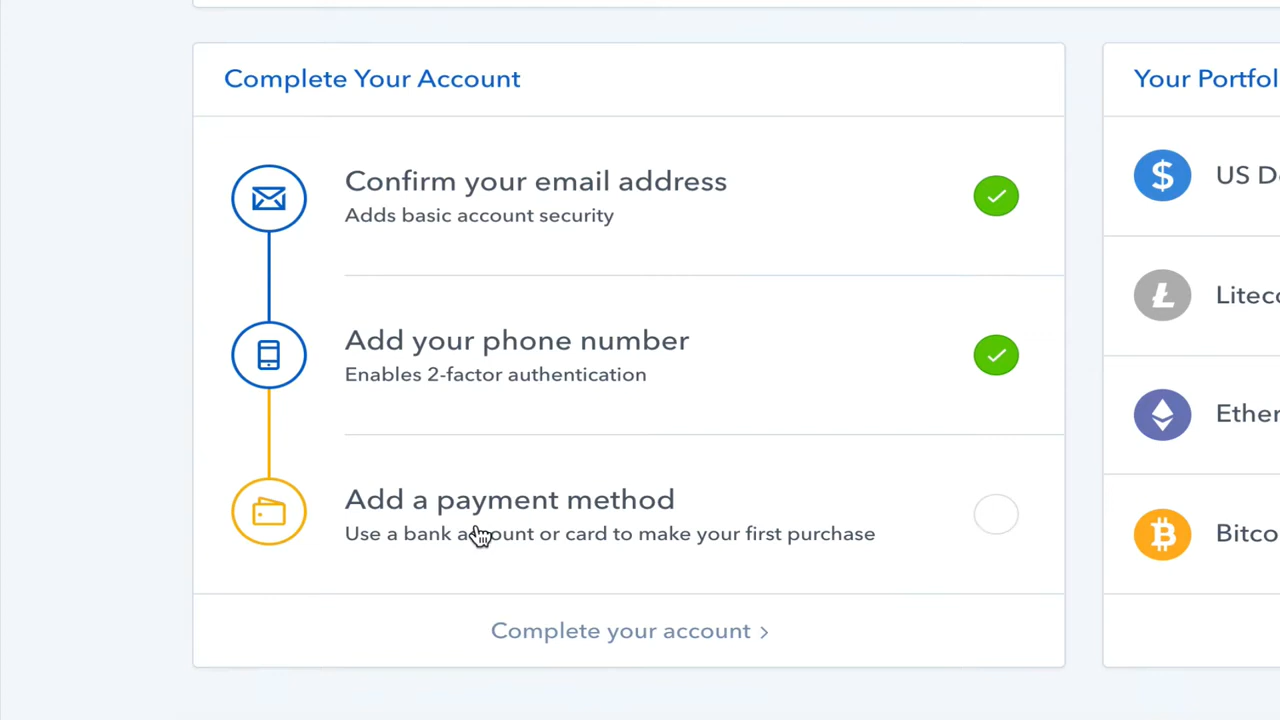 Complete Your Account
Confirm your email address
Adds basic account security
Add your phone number
Enables 2-factor authentication
Add a payment method
Use a bank account or card to make your first purchase
Complete your account
Your Portfol
$ US D
Litec
Ether
Bitco